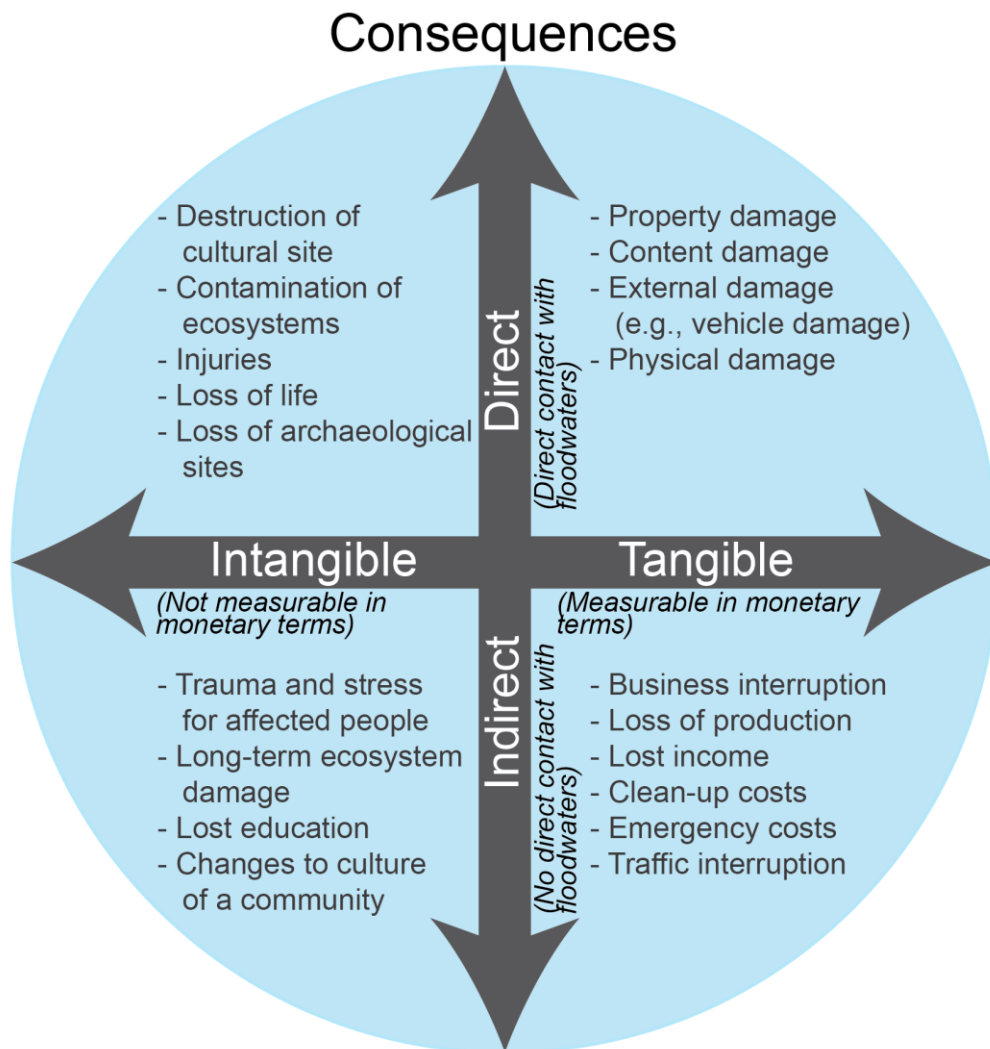 Consequences
- Destruction of
cultural site
- Contamination of
ecosystems
- Injuries
- Loss of life
- Loss of archaeological
sites
- Property damage
- Content damage
- External damage
(e.g., vehicle damage)
- Physical damage
Direct
(Direct contact with
floodwaters)
Intangible
(Not measurable in
monetary terms)
Tangible
(Measurable in monetary
terms)
- Trauma and stress
for affected people
- Long-term ecosystem
damage
- Lost education
- Changes to culture
of a community
Indirect
(No direct contact with
floodwaters)
- Business interruption
- Loss of production
- Lost income
- Clean-up costs
- Emergency costs
- Traffic interruption